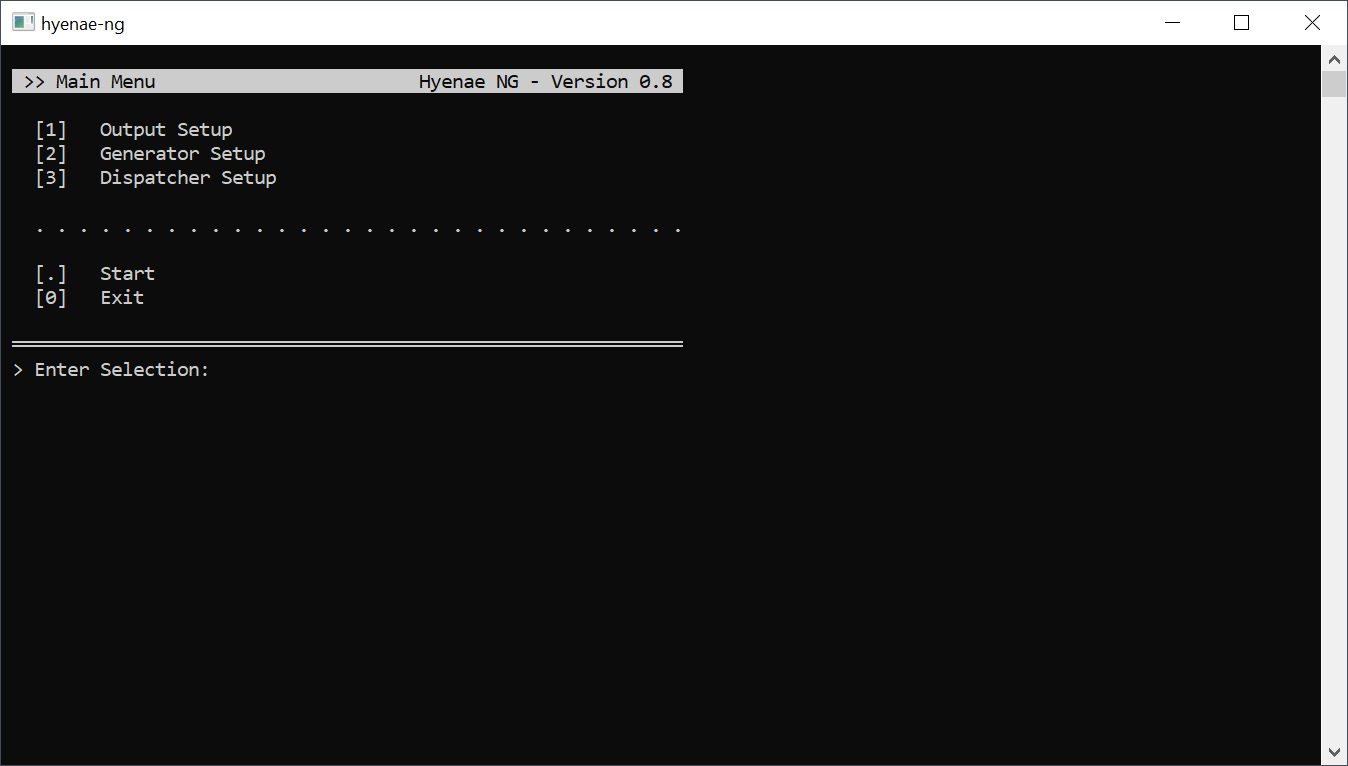 hyenae-ng
>> Main Menu Hyenae NG - Version 0.8
[1] Output Setup
[2] Generator Setup
[3] Dispatcher Setup
. . . . . . . . . . . . . . . . . . . . . . . . . . . . . .
[.] Start
[0] Exit
> Enter Selection: